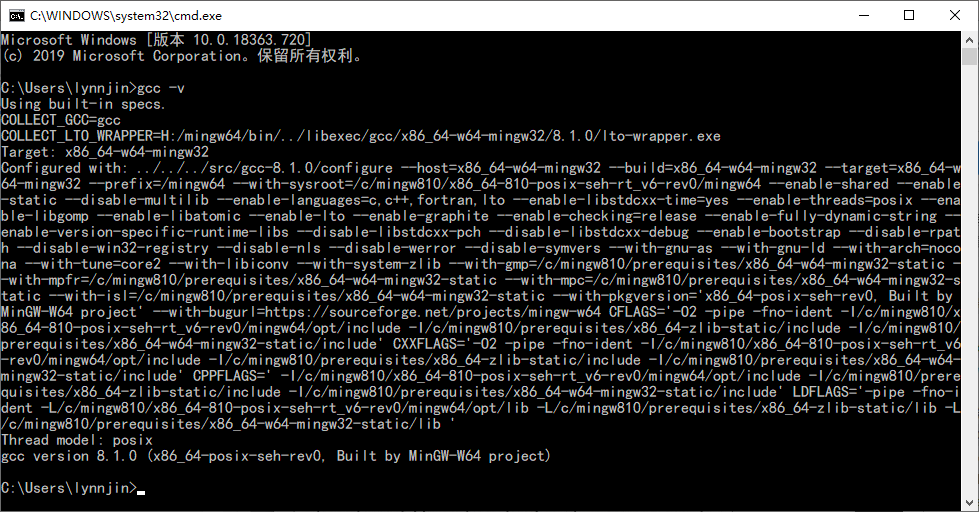 C:\WINDOWS\system32\cmd.exe
Microsoft Windows [版本 10.0.18363.720]
(c) 2019 Microsoft Corporation。保留所有权利。
C:\Users\lynnjin>gcc -v
Using built-in specs.
COLLECT_GCC=gcc
COLLECT_LTO_WRAPPER=H:/mingw64/bin/../libexec/gcc/x86_64-w64-mingw32/8.1.0/lto-wrapper.exe
Target: x86_64-w64-mingw32
Configured with: ../../../src/gcc-8.1.0/configure --host=x86_64-w64-mingw32 --build=x86_64-w64-mingw32 --target=x86_64-w
64-mingw32 --prefix=/mingw64 --with-sysroot=/c/mingw810/x86_64-810-posix-seh-rt_v6-rev0/mingw64 --enable-shared --enable
-static --disable-multilib --enable-languages=c,c++,fortran,lto --enable-libstdcxx-time=yes --enable-threads=posix --ena
ble-libgomp --enable-libatomic --enable-lto --enable-graphite --enable-checking=release --enable-fully-dynamic-string --
enable-version-specific-runtime-libs --disable-libstdcxx-pch --disable-libstdcxx-debug --enable-bootstrap --disable-rpat
h --disable-win32-registry --disable-nls --disable-werror --disable-symvers --with-gnu-as --with-gnu-ld --with-arch=noco
na --with-tune=core2 --with-libiconv --with-system-zlib --with-gmp=/c/mingw810/prerequisites/x86_64-w64-mingw32-static -
-with-mpfr=/c/mingw810/prerequisites/x86_64-w64-mingw32-static --with-mpc=/c/mingw810/prerequisites/x86_64-w64-mingw32-s
tatic --with-isl=/c/mingw810/prerequisites/x86_64-w64-mingw32-static --with-pkgversion='x86_64-posix-seh-rev0, Built by
MinGW-W64 project' --with-bugurl=https://sourceforge.net/projects/mingw-w64 CFLAGS='-O2 -pipe -fno-ident -I/c/mingw810/x
86_64-810-posix-seh-rt_v6-rev0/mingw64/opt/include -I/c/mingw810/prerequisites/x86_64-zlib-static/include -I/c/mingw810/
prerequisites/x86_64-w64-mingw32-static/include' CXXFLAGS='-O2 -pipe -fno-ident -I/c/mingw810/x86_64-810-posix-seh-rt_v6
-rev0/mingw64/opt/include -I/c/mingw810/prerequisites/x86_64-zlib-static/include -I/c/mingw810/prerequisites/x86_64-w64-
mingw32-static/include' CPPFLAGS=' -I/c/mingw810/x86_64-810-posix-seh-rt_v6-rev0/mingw64/opt/include -I/c/mingw810/prere
quisites/x86_64-zlib-static/include -I/c/mingw810/prerequisites/x86_64-w64-mingw32-static/include' LDFLAGS='-pipe -fno-i
dent -L/c/mingw810/x86_64-810-posix-seh-rt_v6-rev0/mingw64/opt/lib -L/c/mingw810/prerequisites/x86_64-zlib-static/lib -L
/c/mingw810/prerequisites/x86_64-w64-mingw32-static/lib '
Thread model: posix
gcc version 8.1.0 (x86_64-posix-seh-rev0, Built by MinGW-W64 project)
C:\Users\lynnjin>